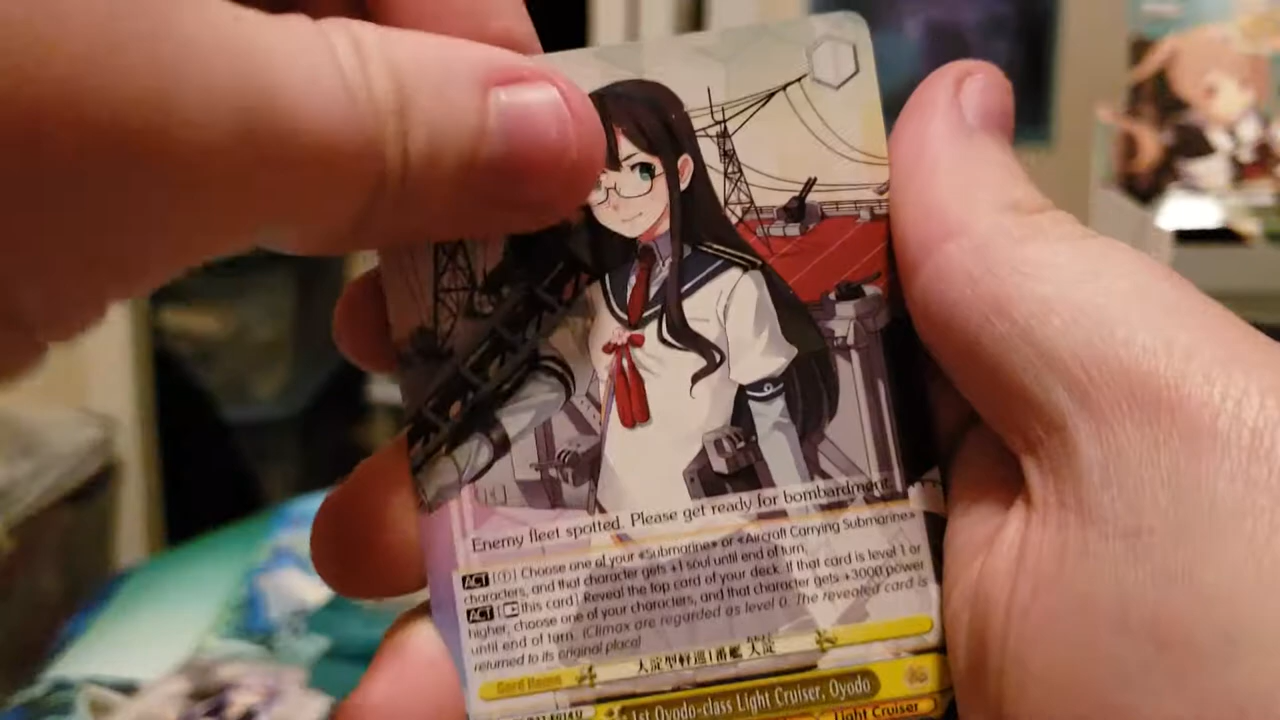 Enemy fleet spotted. Please get ready for bombardment.
ACT [①] Choose one of your «Submarine» or «Aircraft Carrying Submarine»
characters, and that character gets +1 soul until end of turn.
ACT [this card] Reveal the top card of your deck. If that card is level 1 or
higher, choose one of your characters, and that character gets +3000 power
until end of turn. (Climax are regarded as level 0. The revealed card is
returned to its original place)
Card Name
大淀型軽巡1番艦 大淀
1st Oyodo-class Light Cruiser, Oyodo
Light Cruiser